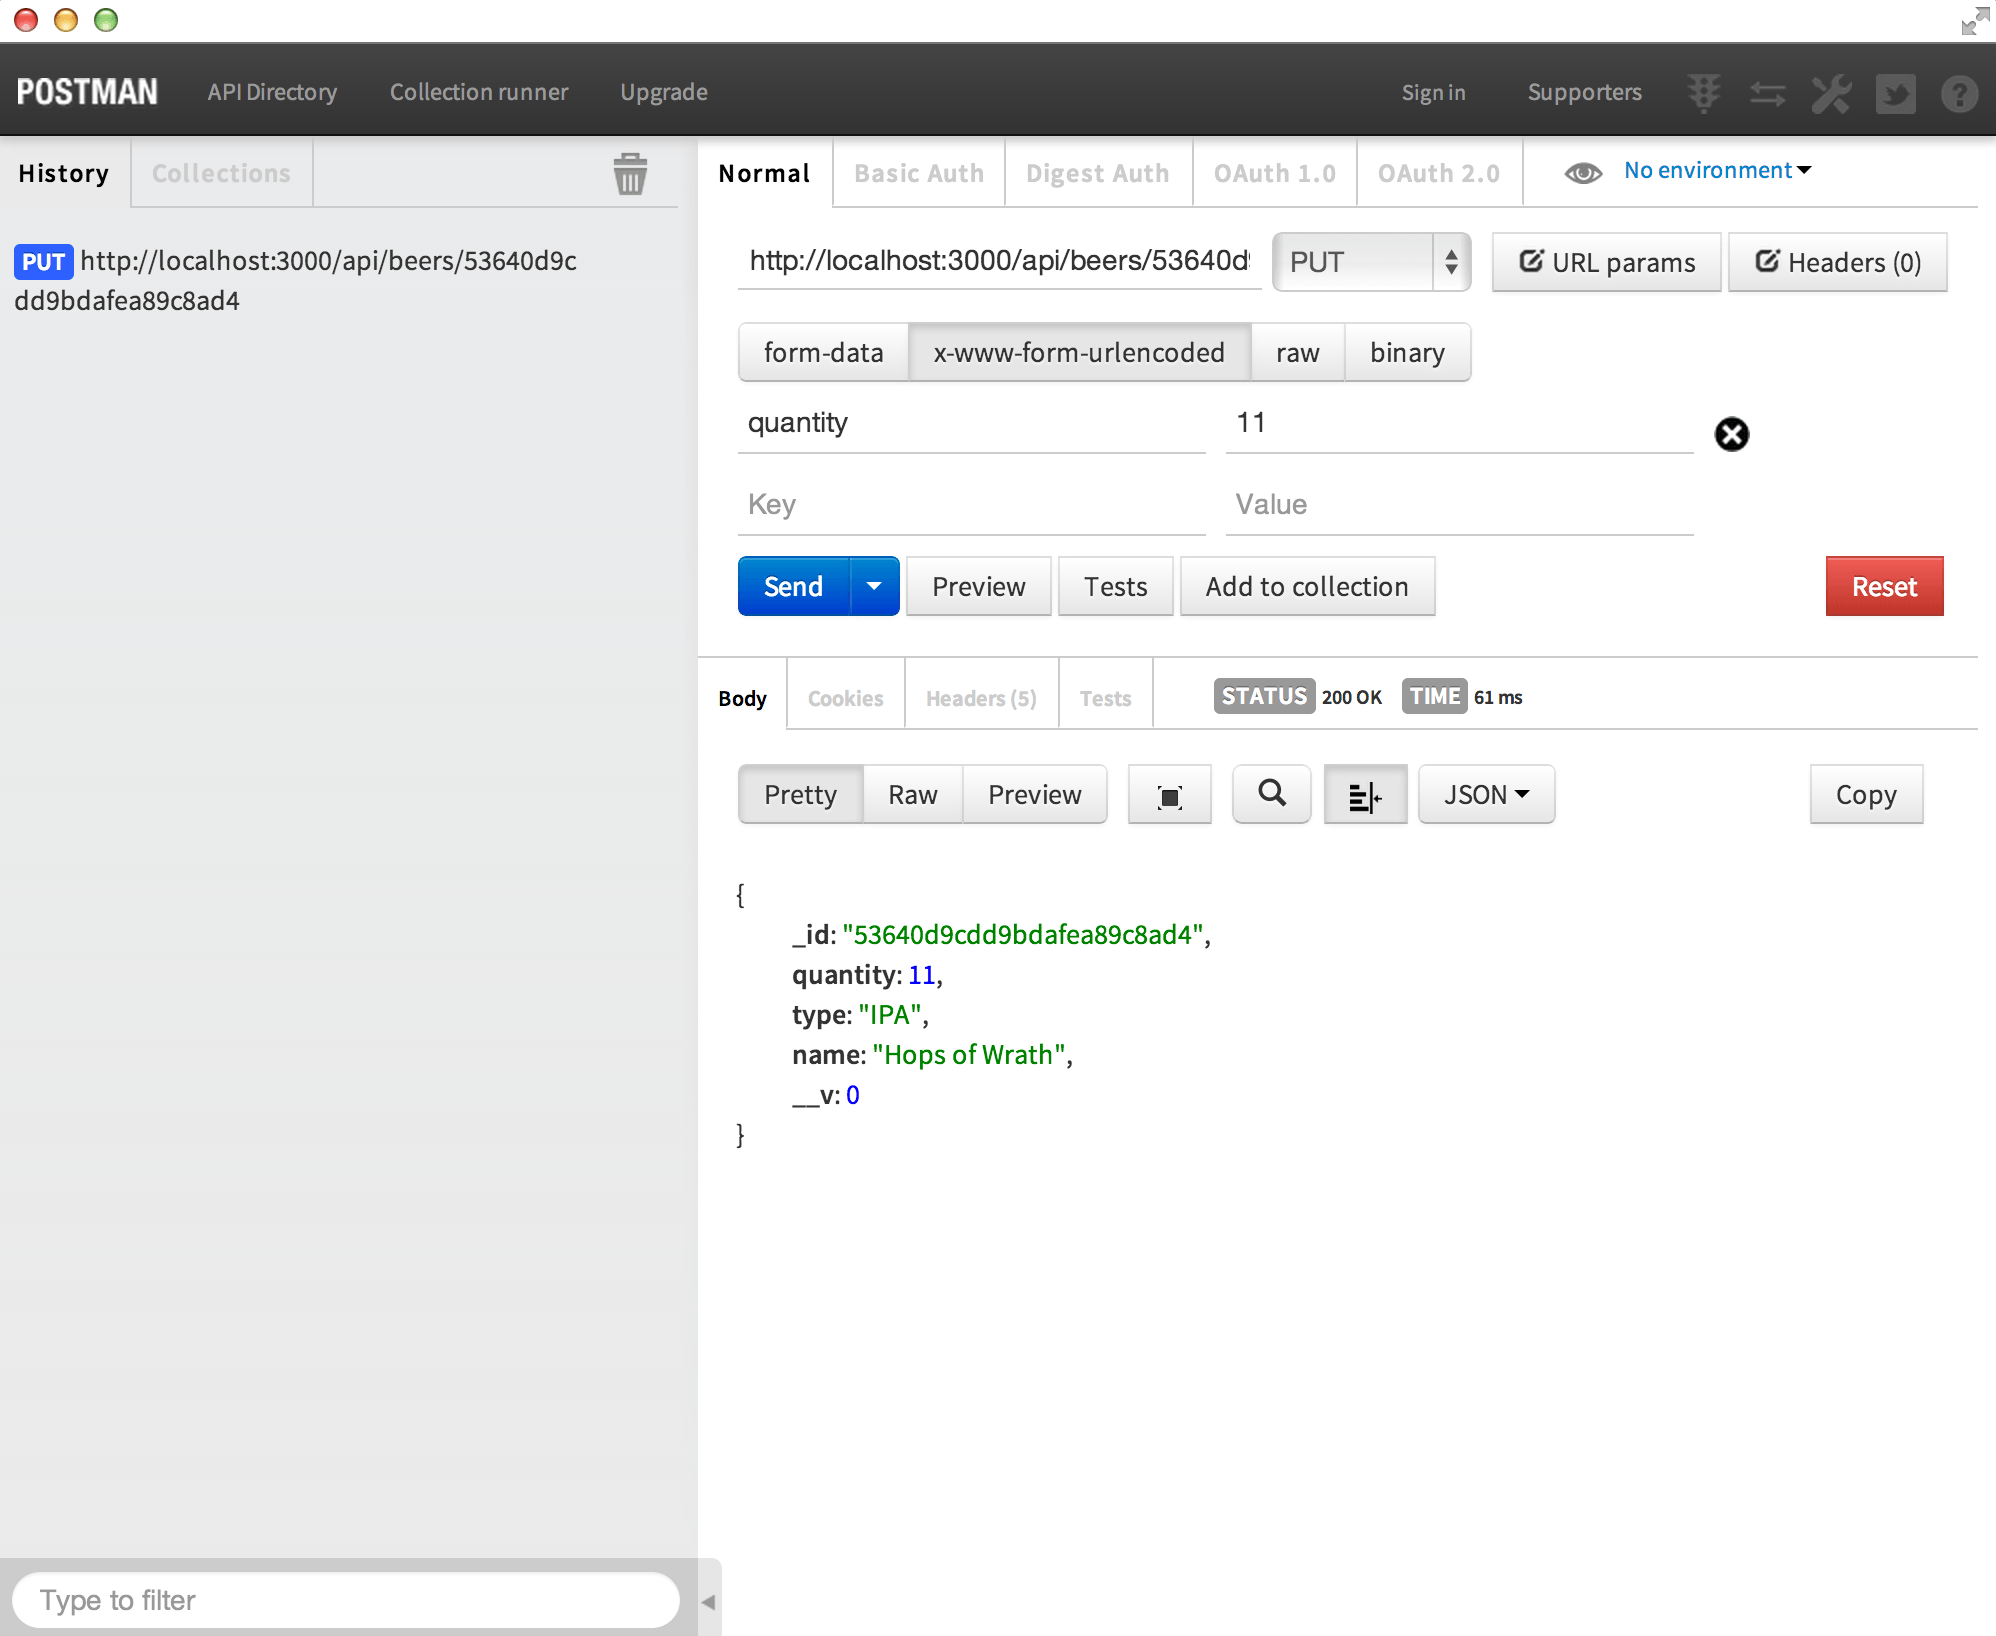 POSTMAN API Directory Collection runner Upgrade Sign in Supporters
History Collections
PUT http://localhost:3000/api/beers/53640d9c
dd9bdafea89c8ad4
Normal Basic Auth Digest Auth OAuth 1.0 OAuth 2.0 No environment
http://localhost:3000/api/beers/53640d PUT URL params Headers (0)
form-data x-www-form-urlencoded raw binary
quantity 11
Key Value
Send Preview Tests Add to collection Reset
Body Cookies Headers (5) Tests STATUS 200 OK TIME 61 ms
Pretty Raw Preview JSON Copy
{
_id: "53640d9cdd9bdafea89c8ad4",
quantity: 11,
type: "IPA",
name: "Hops of Wrath",
__v: 0
}
Type to filter